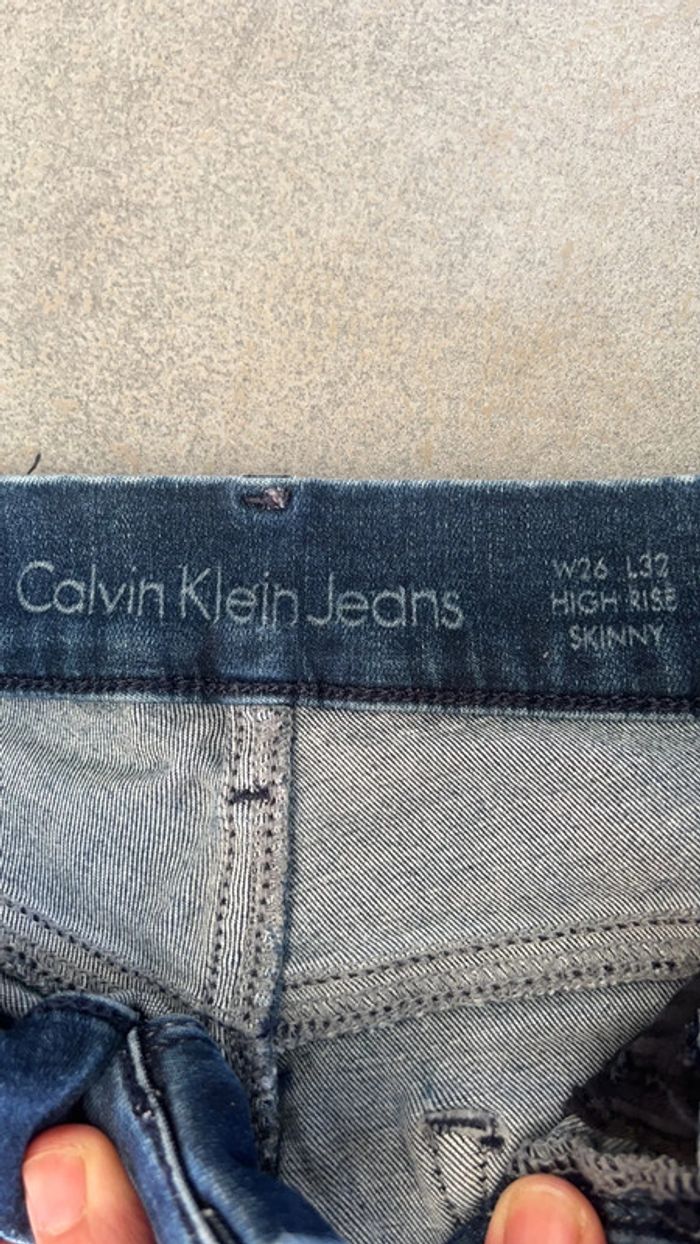 Calvin Klein Jeans
W26 L32
HIGH RISE
SKINNY